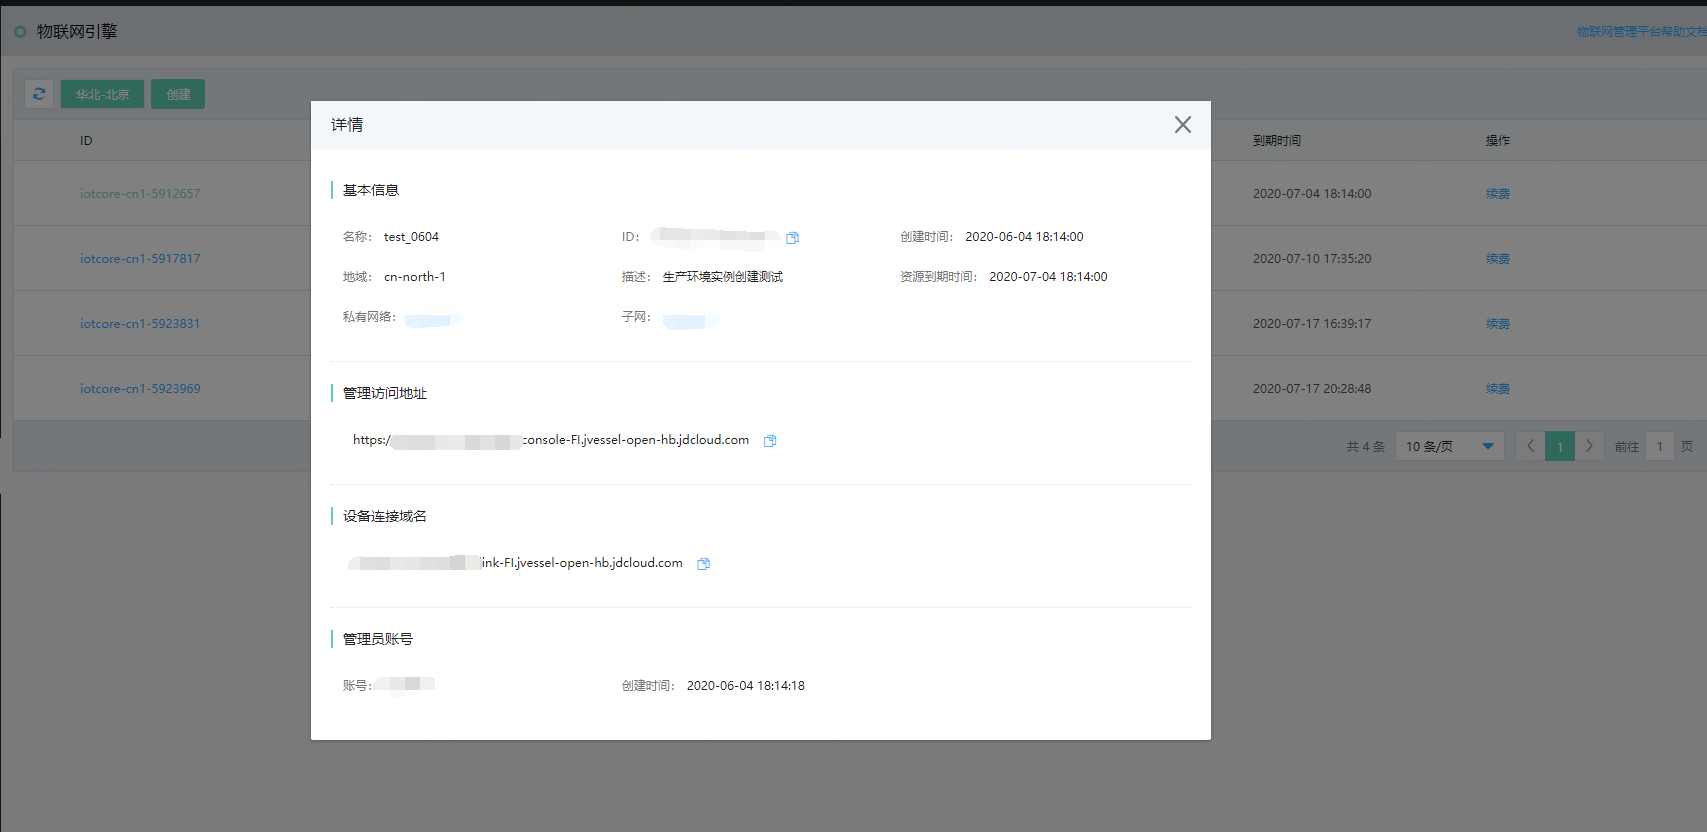 物联网引擎
物联网管理平台帮助文档
华北-北京 创建
ID 到期时间 操作
iotcore-cn1-5912657 2020-07-04 18:14:00 续费
iotcore-cn1-5917817 2020-07-10 17:35:20 续费
iotcore-cn1-5923831 2020-07-17 16:39:17 续费
iotcore-cn1-5923969 2020-07-17 20:28:48 续费
共 4 条 10 条/页 1 前往 1 页
详情
基本信息
名称： test_0604 ID： 创建时间： 2020-06-04 18:14:00
地域： cn-north-1 描述： 生产环境实例创建测试 资源到期时间： 2020-07-04 18:14:00
私有网络： 子网：
管理访问地址
https:/ console-FI.jvessel-open-hb.jdcloud.com
设备连接域名
ink-FI.jvessel-open-hb.jdcloud.com
管理员账号
账号： 创建时间： 2020-06-04 18:14:18